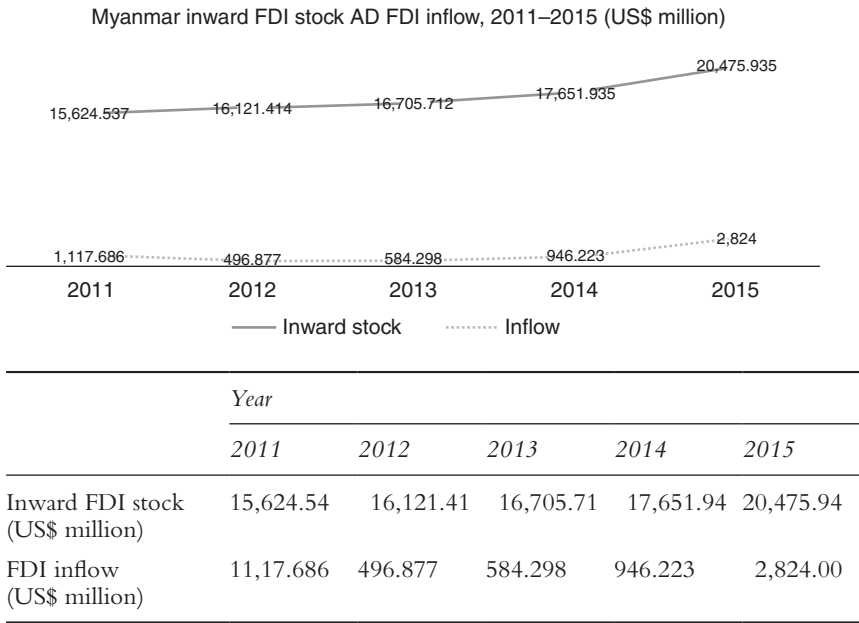 Myanmar inward FDI stock AD FDI inflow, 2011–2015 (US$ million)
20,475.935
15,624.537 16,121.414 16,705.712 17,651.935
1,117.686 496.877 584.298 946.223 2,824
2011 2012 2013 2014 2015
Inward stock Inflow
Year
2011 2012 2013 2014 2015
Inward FDI stock 15,624.54 16,121.41 16,705.71 17,651.94 20,475.94
(US$ million)
FDI inflow 11,17.686 496.877 584.298 946.223 2,824.00
(US$ million)